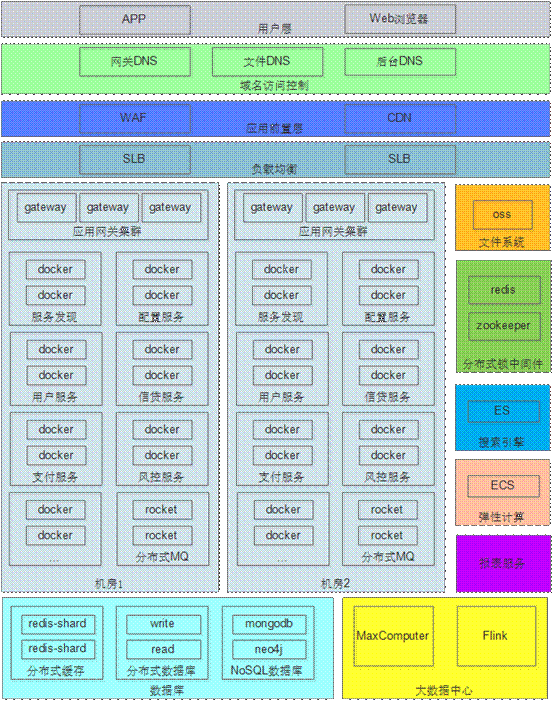 APP Web浏览器
用户层
网关DNS 文件DNS 后台DNS
域名访问控制
WAF CDN
应用前置层
SLB SLB
负载均衡
gateway gateway gateway
应用网关集群
docker docker
docker docker
服务发现 配置服务
docker docker
docker docker
用户服务 信贷服务
docker docker
docker docker
支付服务 风控服务
docker rocket
docker rocket
... 分布式MQ
机房1
gateway gateway gateway
应用网关集群
docker docker
docker docker
服务发现 配置服务
docker docker
docker docker
用户服务 信贷服务
docker docker
docker docker
支付服务 风控服务
docker rocket
docker rocket
... 分布式MQ
机房2
oss
文件系统
redis
zookeeper
分布式锁中间件
ES
搜索引擎
ECS
弹性计算
redis-shard write mongodb
redis-shard read neo4j
分布式缓存 分布式数据库 NoSQL数据库
数据库
MaxComputer Flink
大数据中心